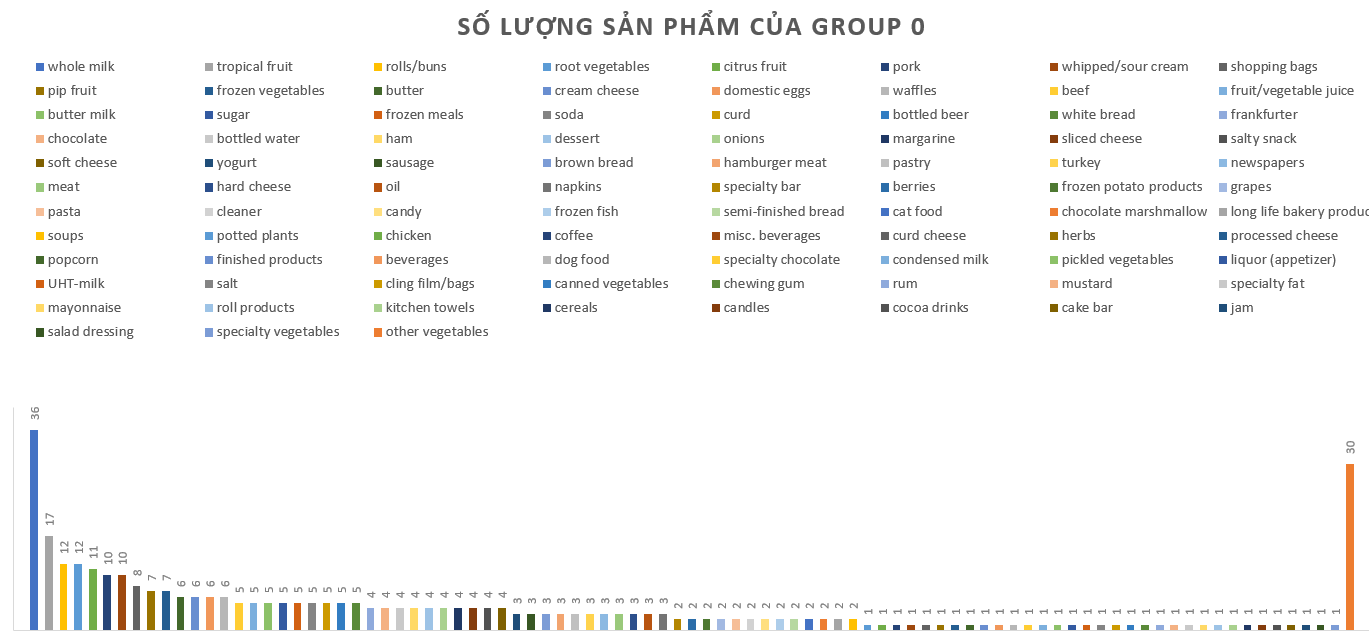 SỐ LƯỢNG SẢN PHẨM CỦA GROUP 0
whole milk tropical fruit rolls/buns root vegetables citrus fruit pork whipped/sour cream shopping bags
pip fruit frozen vegetables butter cream cheese domestic eggs waffles beef fruit/vegetable juice
butter milk sugar frozen meals soda curd bottled beer white bread frankfurter
chocolate bottled water ham dessert onions margarine sliced cheese salty snack
soft cheese yogurt sausage brown bread hamburger meat pastry turkey newspapers
meat hard cheese oil napkins specialty bar berries frozen potato products grapes
pasta cleaner candy frozen fish semi-finished bread cat food chocolate marshmallow long life bakery produc
soups potted plants chicken coffee misc. beverages curd cheese herbs processed cheese
popcorn finished products beverages dog food specialty chocolate condensed milk pickled vegetables liquor (appetizer)
UHT-milk salt cling film/bags canned vegetables chewing gum rum mustard specialty fat
mayonnaise roll products kitchen towels cereals candles cocoa drinks cake bar jam
salad dressing specialty vegetables other vegetables
36 17 12 12 11 10 10 8 7 7 6 6 6 6 5 5 5 5 5 5 5 5 5 4 4 4 4 4 4 4 4 4 4 3 3 3 3 3 3 3 3 3 3 3 2 2 2 2 2 2 2 2 2 2 2 2 2 1 1 1 1 1 1 1 1 1 1 1 1 1 1 1 1 1 1 1 1 1 1 1 1 1 1 1 1 1 1 1 1 1 30